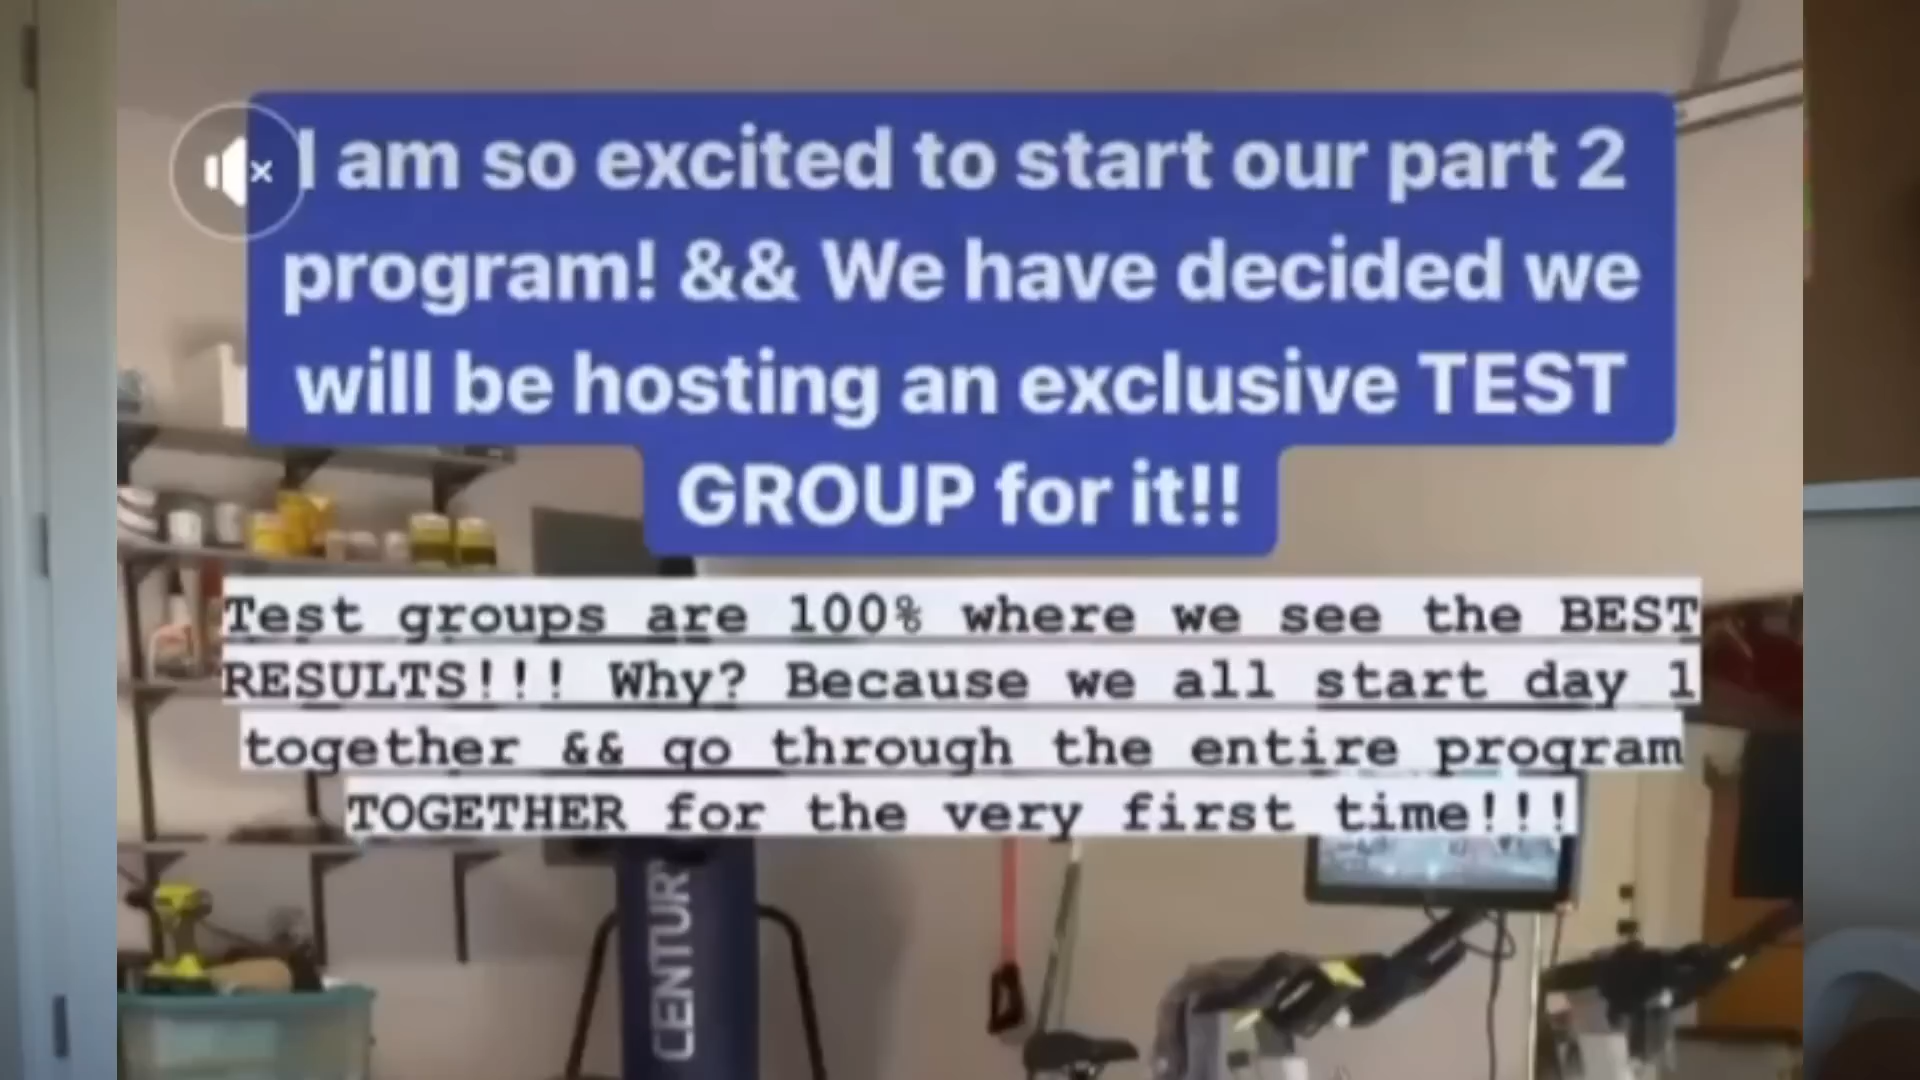 I am so excited to start our part 2
program! && We have decided we
will be hosting an exclusive TEST
GROUP for it!!
Test groups are 100% where we see the BEST
RESULTS!!! Why? Because we all start day 1
together && go through the entire program
TOGETHER for the very first time!!!
CENTURY